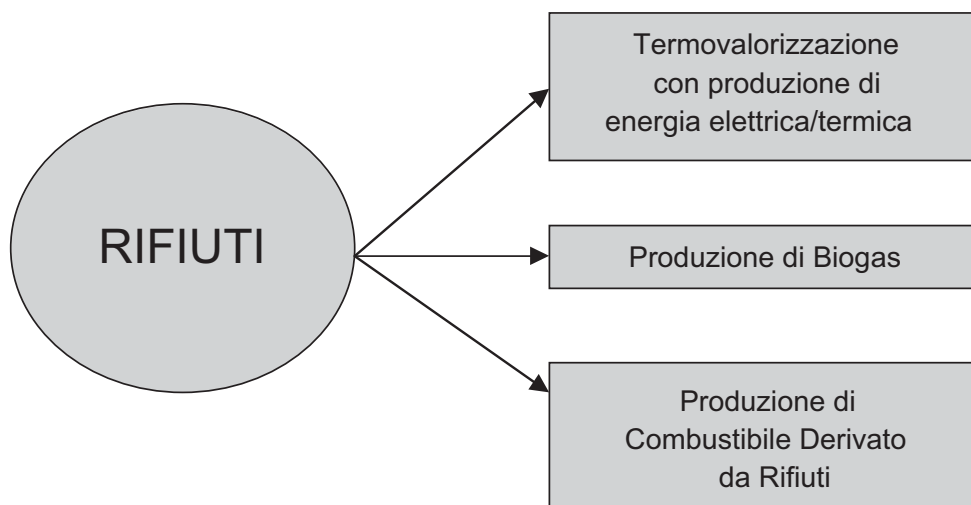 RIFIUTI
Termovalorizzazione
con produzione di
energia elettrica/termica
Produzione di Biogas
Produzione di
Combustibile Derivato
da Rifiuti